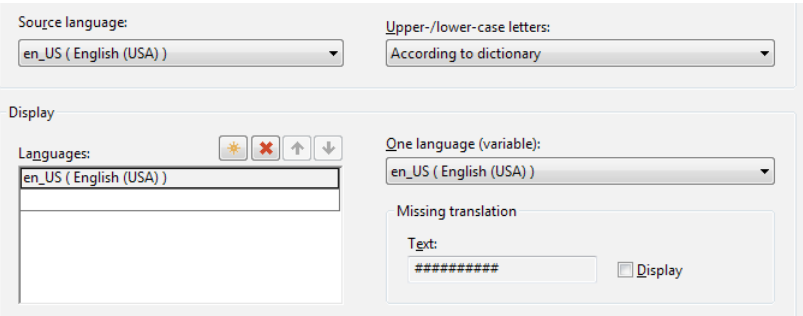 Source language:
Upper-/lower-case letters:
en_US ( English (USA) )
According to dictionary
Display
Languages:
One language (variable):
en_US ( English (USA) )
en_US ( English (USA) )
Missing translation
Text:
##########
Display